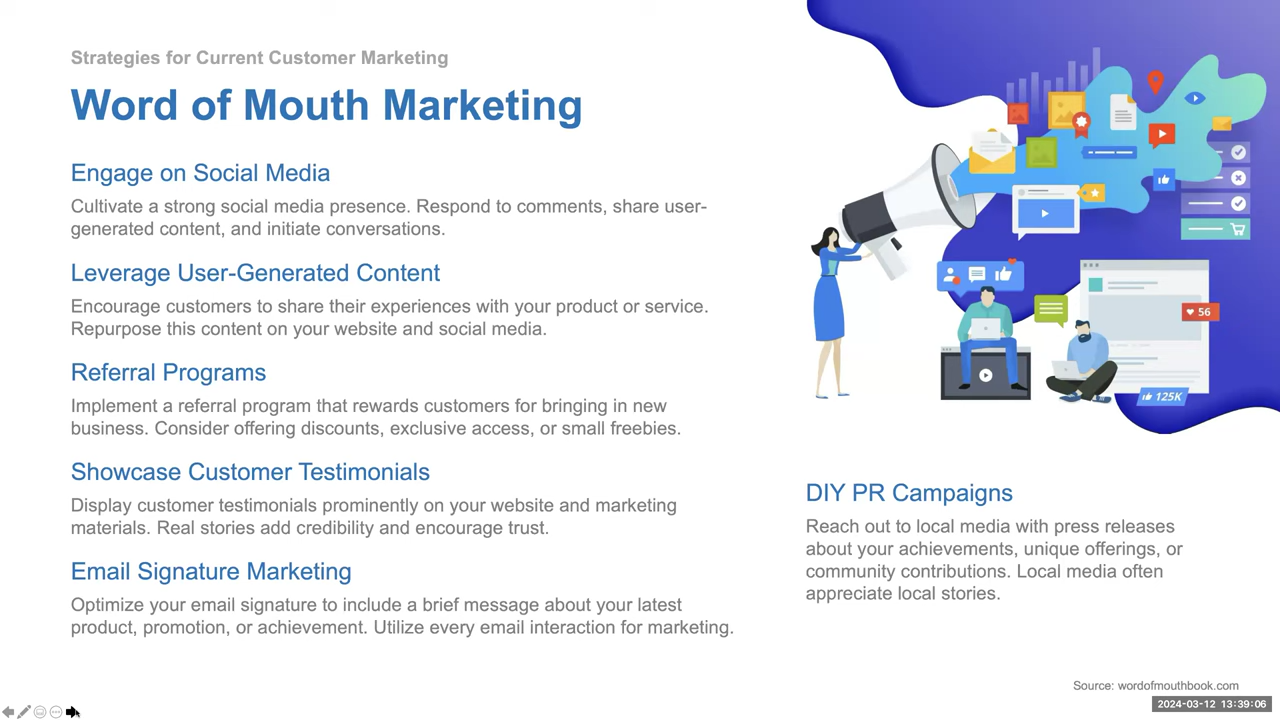 Strategies for Current Customer Marketing
Word of Mouth Marketing
Engage on Social Media
Cultivate a strong social media presence. Respond to comments, share user-
generated content, and initiate conversations.
Leverage User-Generated Content
Encourage customers to share their experiences with your product or service.
Repurpose this content on your website and social media.
Referral Programs
Implement a referral program that rewards customers for bringing in new
business. Consider offering discounts, exclusive access, or small freebies.
Showcase Customer Testimonials
Display customer testimonials prominently on your website and marketing
materials. Real stories add credibility and encourage trust.
Email Signature Marketing
Optimize your email signature to include a brief message about your latest
product, promotion, or achievement. Utilize every email interaction for marketing.
56
125K
DIY PR Campaigns
Reach out to local media with press releases
about your achievements, unique offerings, or
community contributions. Local media often
appreciate local stories.
Source: wordofmouthbook.com
2024-03-12 13:39:06